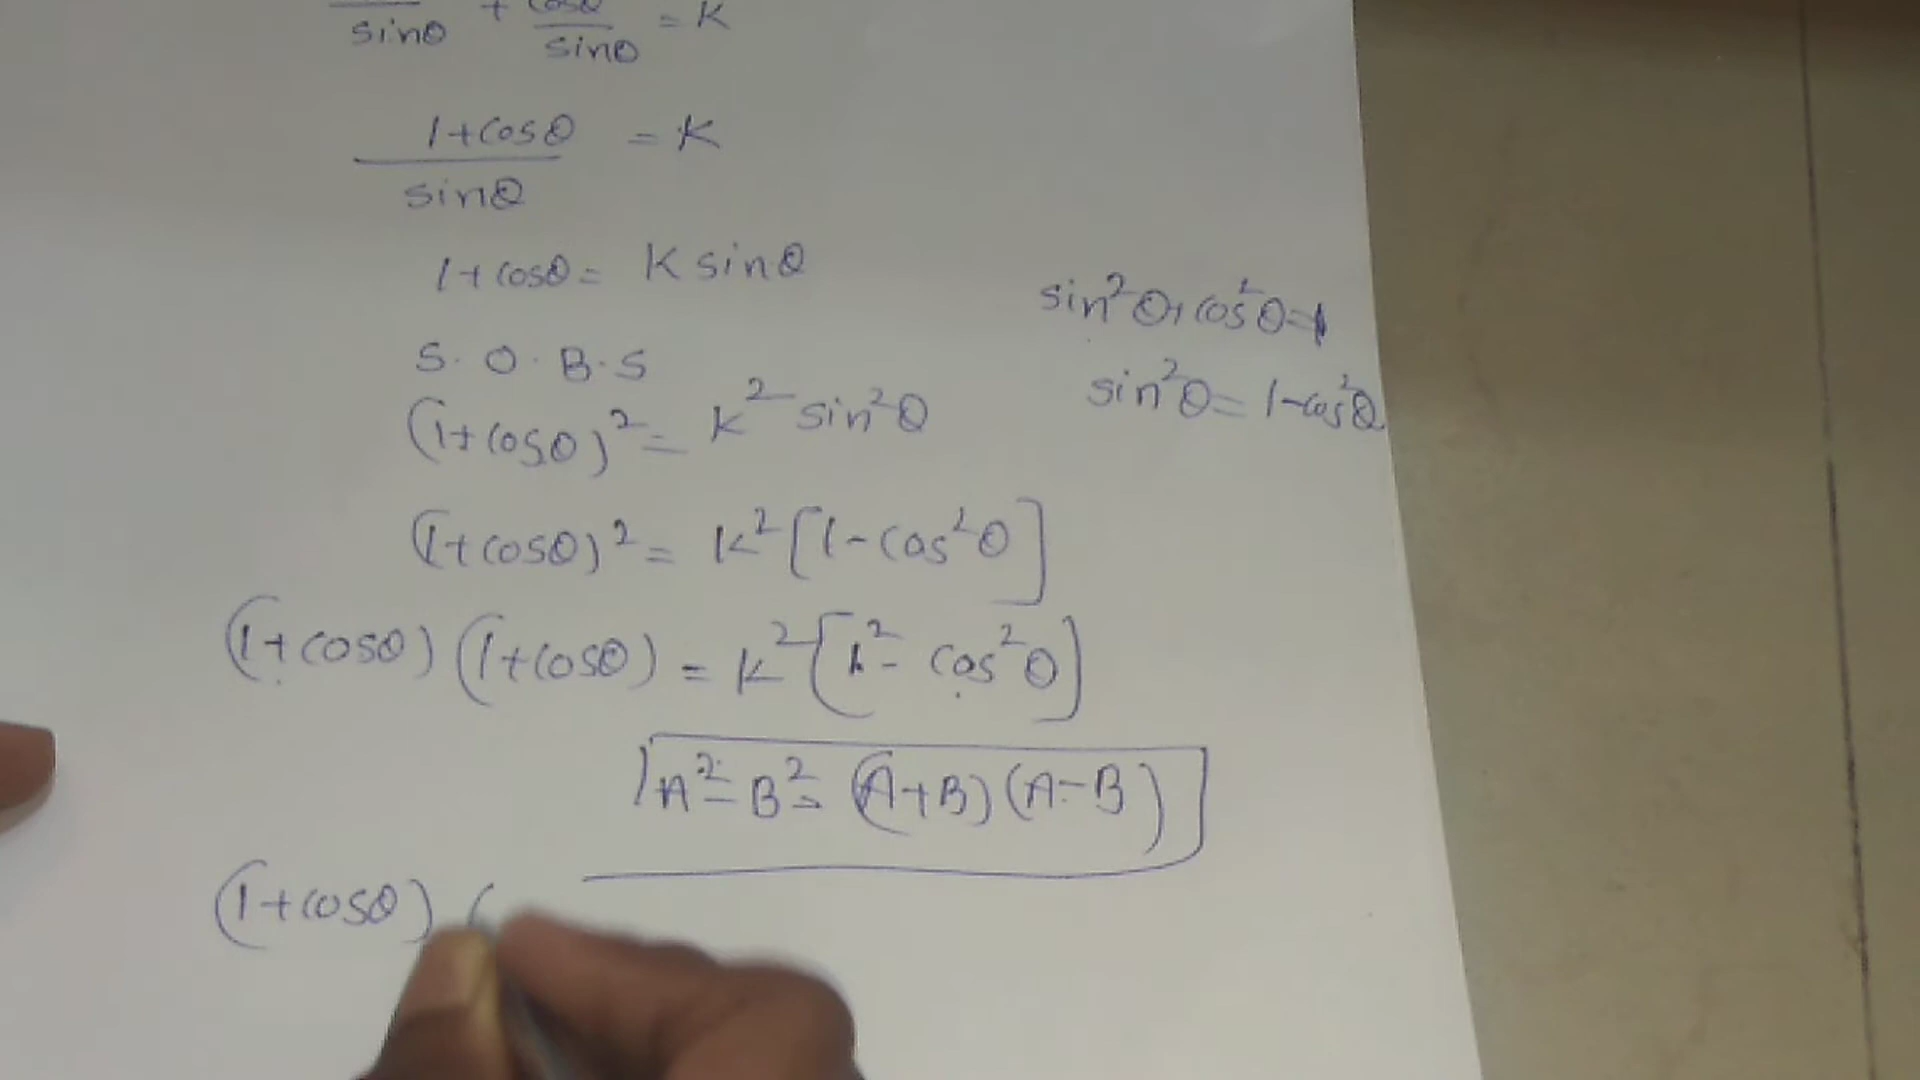 sinθ + cosθ/sinθ = K
1+cosθ/sinθ = K
1+cosθ = K sinθ
S.O.B.S
(1+cosθ)² = K² sin²θ
sin²θ+cos²θ=1
sin²θ = 1-cos²θ
(1+cosθ)² = K² [1-cos²θ]
(1+cosθ) (1+cosθ) = K² [1² - cos²θ]
A² - B² = (A+B) (A-B)
(1+cosθ) (